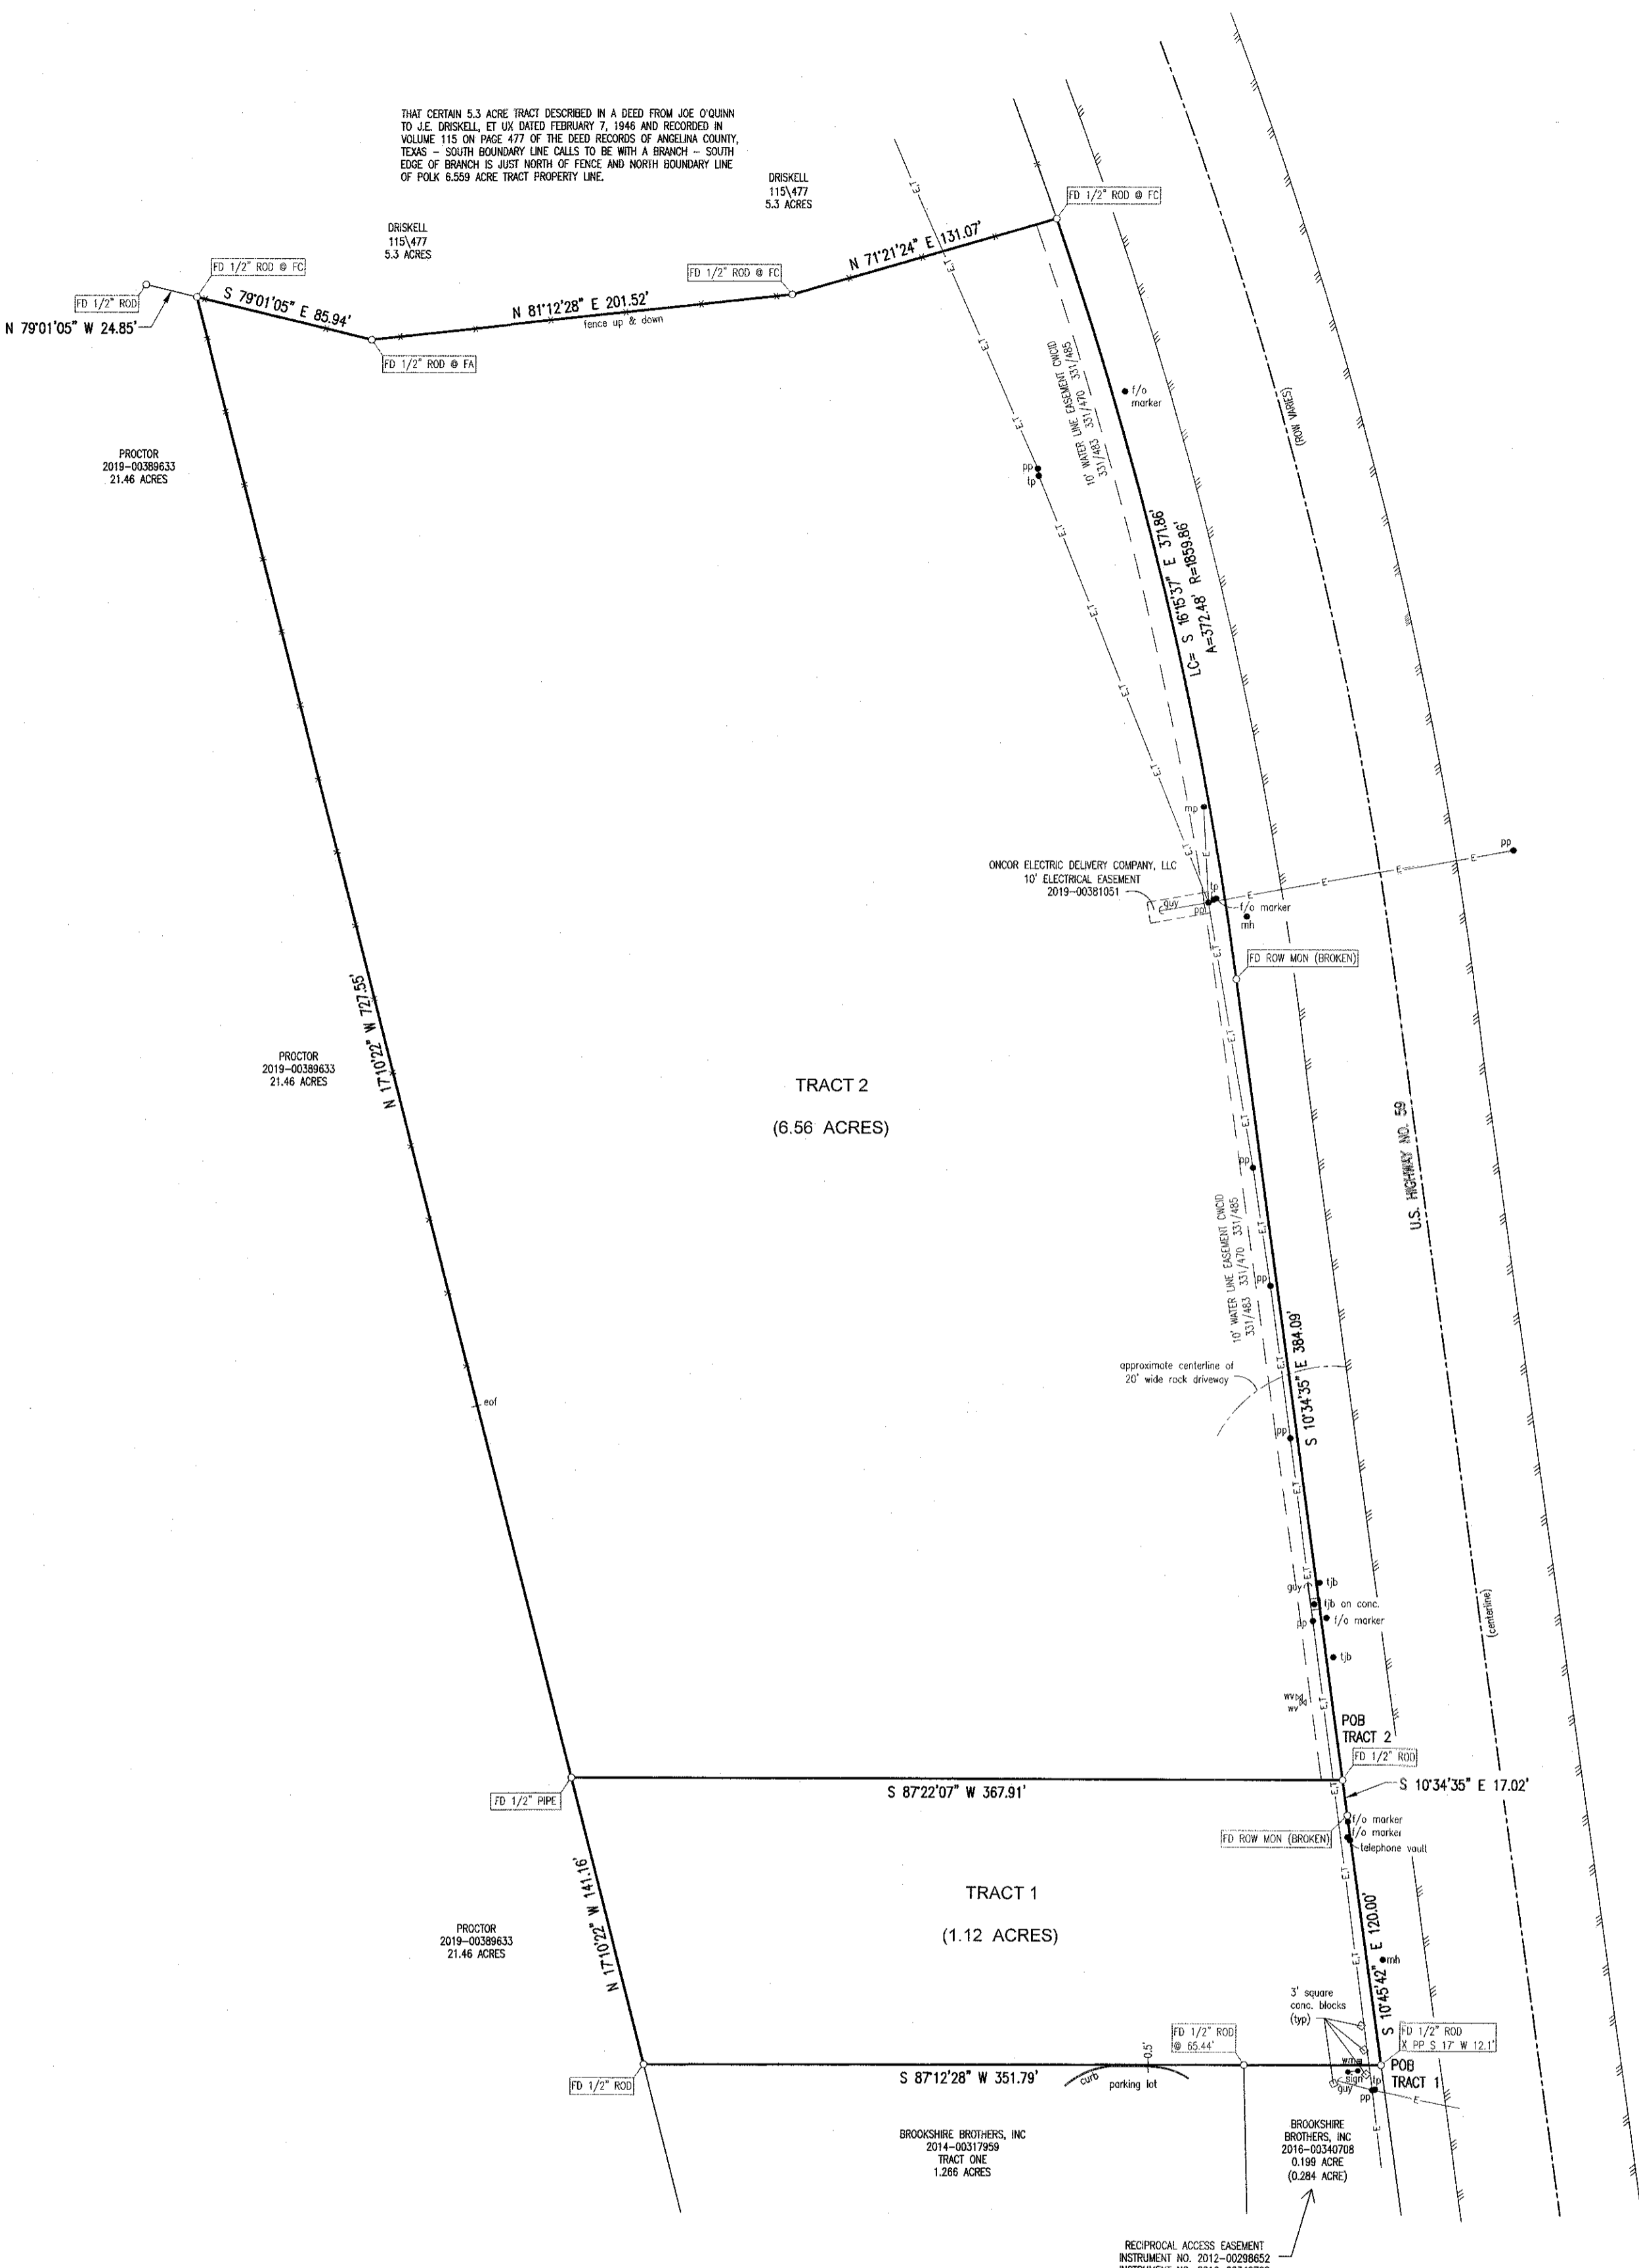 THAT CERTAIN 5.3 ACRE TRACT DESCRIBED IN A DEED FROM JOE O'QUINN
TO J.E. DRISKELL, ET UX DATED FEBRUARY 7, 1946 AND RECORDED IN
VOLUME 115 ON PAGE 477 OF THE DEED RECORDS OF ANGELINA COUNTY,
TEXAS – SOUTH BOUNDARY LINE CALLS TO BE WITH A BRANCH – SOUTH
EDGE OF BRANCH IS JUST NORTH OF FENCE AND NORTH BOUNDARY LINE
OF POLK 6.559 ACRE TRACT PROPERTY LINE.
DRISKELL
115\477
5.3 ACRES
DRISKELL
115\477
5.3 ACRES
FD 1/2" ROD @ FC
FD 1/2" ROD @ FC
FD 1/2" ROD @ FC
FD 1/2" ROD
N 79°01'05" W 24.85'
S 79°01'05" E 85.94'
N 81°12'28" E 201.52'
fence up & down
N 71°21'24" E 131.07'
FD 1/2" ROD @ FA
E,T
E,T
E,T
E,T
E,T
E,T
E,T
E,T
E,T
10' WATER LINE EASEMENT CWCID
331/483 331/470 331/485
f/o
marker
(ROW VARIES)
PROCTOR
2019-00389633
21.46 ACRES
pp
tp
LC= S 16°15'37" E 371.86'
A=372.48' R=1859.86'
mp
E
pp
E
E
E
E
ONCOR ELECTRIC DELIVERY COMPANY, LLC
10' ELECTRICAL EASEMENT
2019-00381051
guy
tp
pp
f/o marker
mh
FD ROW MON (BROKEN)
E,T
E,T
E,T
N 17°10'22" W 727.55'
PROCTOR
2019-00389633
21.46 ACRES
TRACT 2
(6.56 ACRES)
U.S. HIGHWAY NO. 59
pp
E,T
10' WATER LINE EASEMENT CWCID
331/483 331/470 331/485
pp
S 10°34'35" E 384.09'
E,T
approximate centerline of
20' wide rock driveway
eof
pp
E,T
E,T
guy
tjb
tjb on conc.
f/o marker
pp
tjb
(centerline)
wv
wv
E,T
POB
TRACT 2
FD 1/2" ROD
S 10°34'35" E 17.02'
S 87°22'07" W 367.91'
FD 1/2" PIPE
E,T
f/o marker
f/o marker
telephone vault
FD ROW MON (BROKEN)
E,T
N 17°10'22" W 141.16'
TRACT 1
(1.12 ACRES)
PROCTOR
2019-00389633
21.46 ACRES
S 10°45'42" E 120.00'
E,T
mh
3' square
conc. blocks
(typ)
FD 1/2" ROD
@ 65.44'
FD 1/2" ROD
X PP S 17° W 12.1'
0.5'
S 87°12'28" W 351.79'
curb
parking lot
FD 1/2" ROD
sign
guy
tp
pp
E
E
POB
TRACT 1
BROOKSHIRE BROTHERS, INC
2014-00317959
TRACT ONE
1.266 ACRES
BROOKSHIRE
BROTHERS, INC
2016-00340708
0.199 ACRE
(0.284 ACRE)
RECIPROCAL ACCESS EASEMENT
INSTRUMENT NO. 2012-00298652